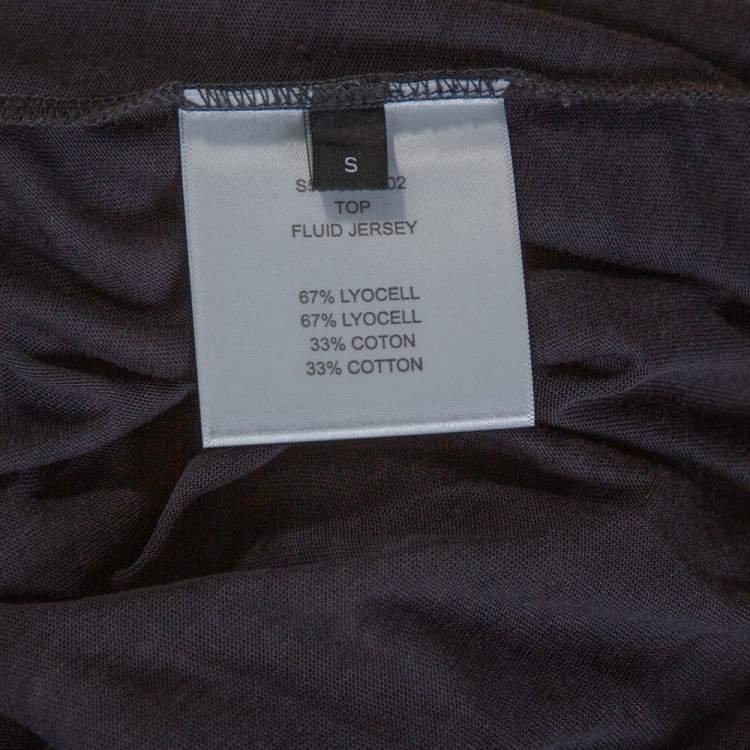 S
TOP
FLUID JERSEY
67% LYOCELL
67% LYOCELL
33% COTON
33% COTTON